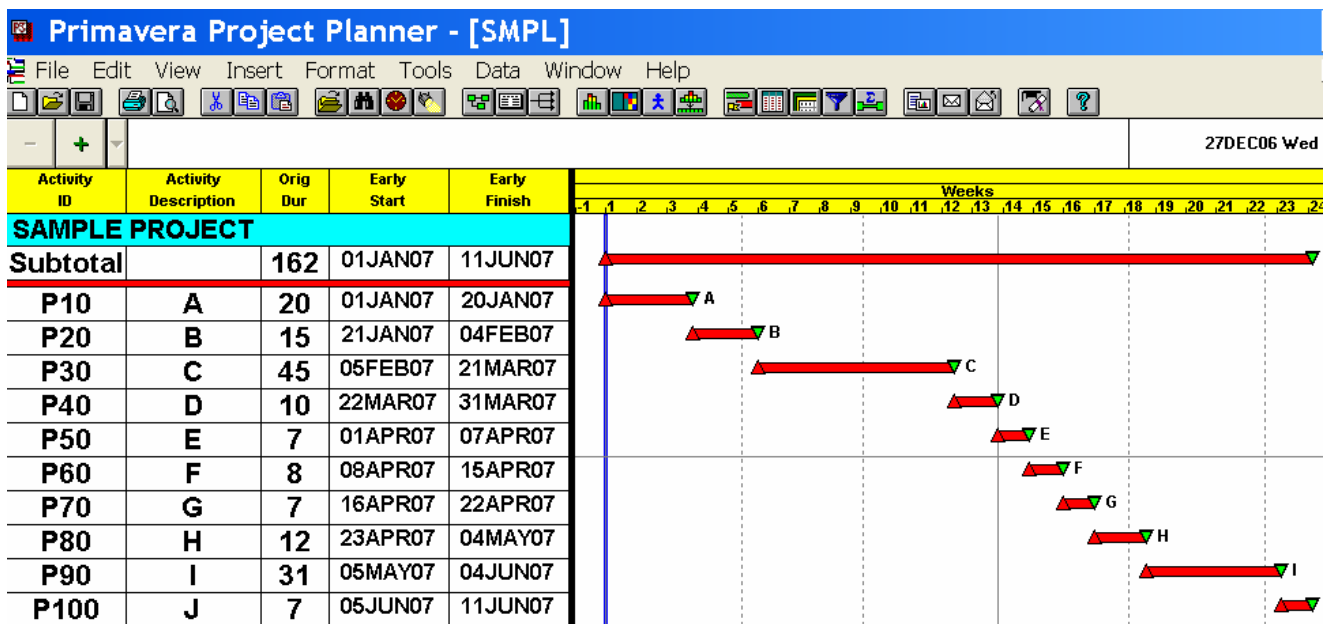 Primavera Project Planner - [SMPL]
File Edit View Insert Format Tools Data Window Help
27DEC06 Wed
Activity ID Activity Description Orig Dur Early Start Early Finish
Weeks
-1 1 2 3 4 5 6 7 8 9 10 11 12 13 14 15 16 17 18 19 20 21 22 23 24
SAMPLE PROJECT
Subtotal 162 01JAN07 11JUN07
P10 A 20 01JAN07 20JAN07 A
P20 B 15 21JAN07 04FEB07 B
P30 C 45 05FEB07 21MAR07 C
P40 D 10 22MAR07 31MAR07 D
P50 E 7 01APR07 07APR07 E
P60 F 8 08APR07 15APR07 F
P70 G 7 16APR07 22APR07 G
P80 H 12 23APR07 04MAY07 H
P90 I 31 05MAY07 04JUN07 I
P100 J 7 05JUN07 11JUN07